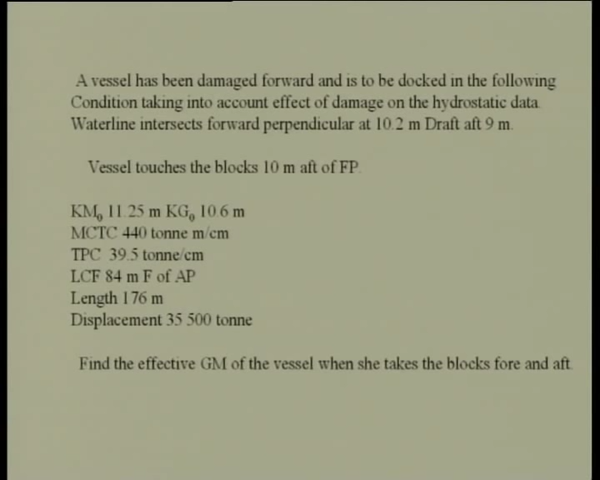 A vessel has been damaged forward and is to be docked in the following
Condition taking into account effect of damage on the hydrostatic data.
Waterline intersects forward perpendicular at 10.2 m Draft aft 9 m.
Vessel touches the blocks 10 m aft of FP.
KM₀ 11.25 m KG₀ 10.6 m
MCTC 440 tonne m/cm
TPC 39.5 tonne/cm
LCF 84 m F of AP
Length 176 m
Displacement 35 500 tonne
Find the effective GM of the vessel when she takes the blocks fore and aft.